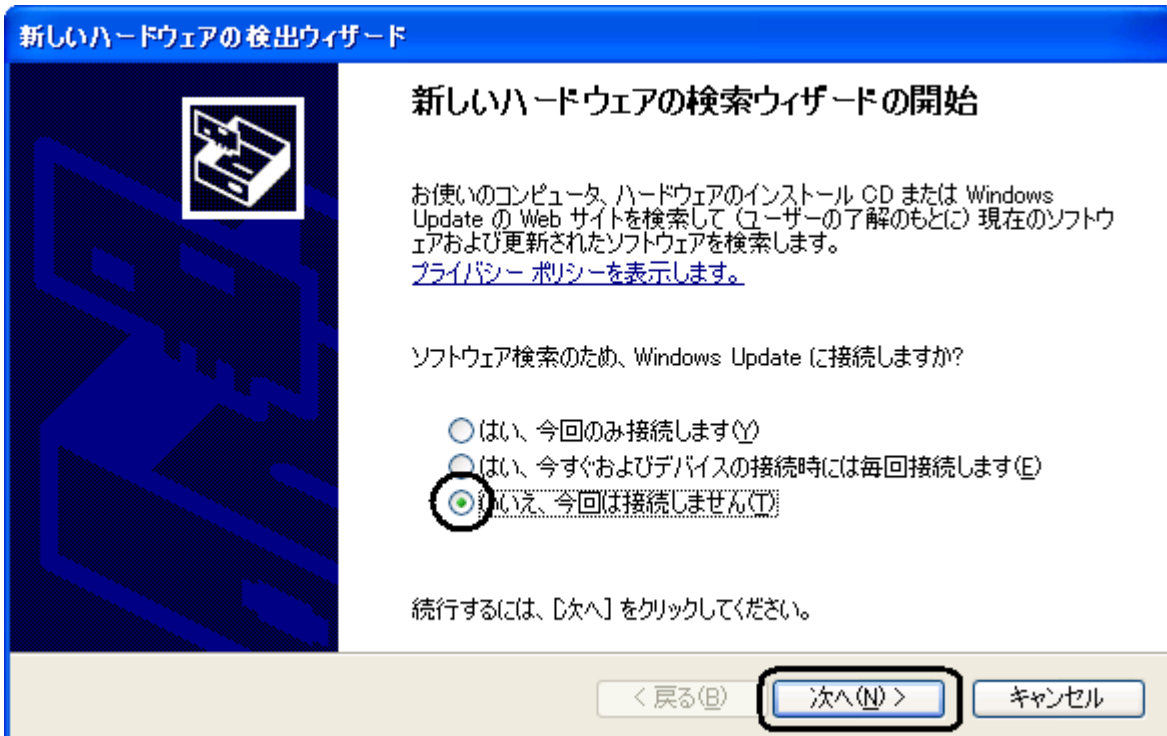 新しいハードウェアの検出ウィザード
新しいハードウェアの検索ウィザードの開始
お使いのコンピュータ、ハードウェアのインストール CD または Windows
Update の Web サイトを検索して (ユーザーの了解のもとに) 現在のソフトウ
ェアおよび更新されたソフトウェアを検索します。
プライバシー ポリシーを表示します。
ソフトウェア検索のため、Windows Update に接続しますか?
はい、今回のみ接続します(Y)
はい、今すぐおよびデバイスの接続時には毎回接続します(E)
いいえ、今回は接続しません(T)
続行するには、[次へ] をクリックしてください。
< 戻る(B)
次へ(N) >
キャンセル